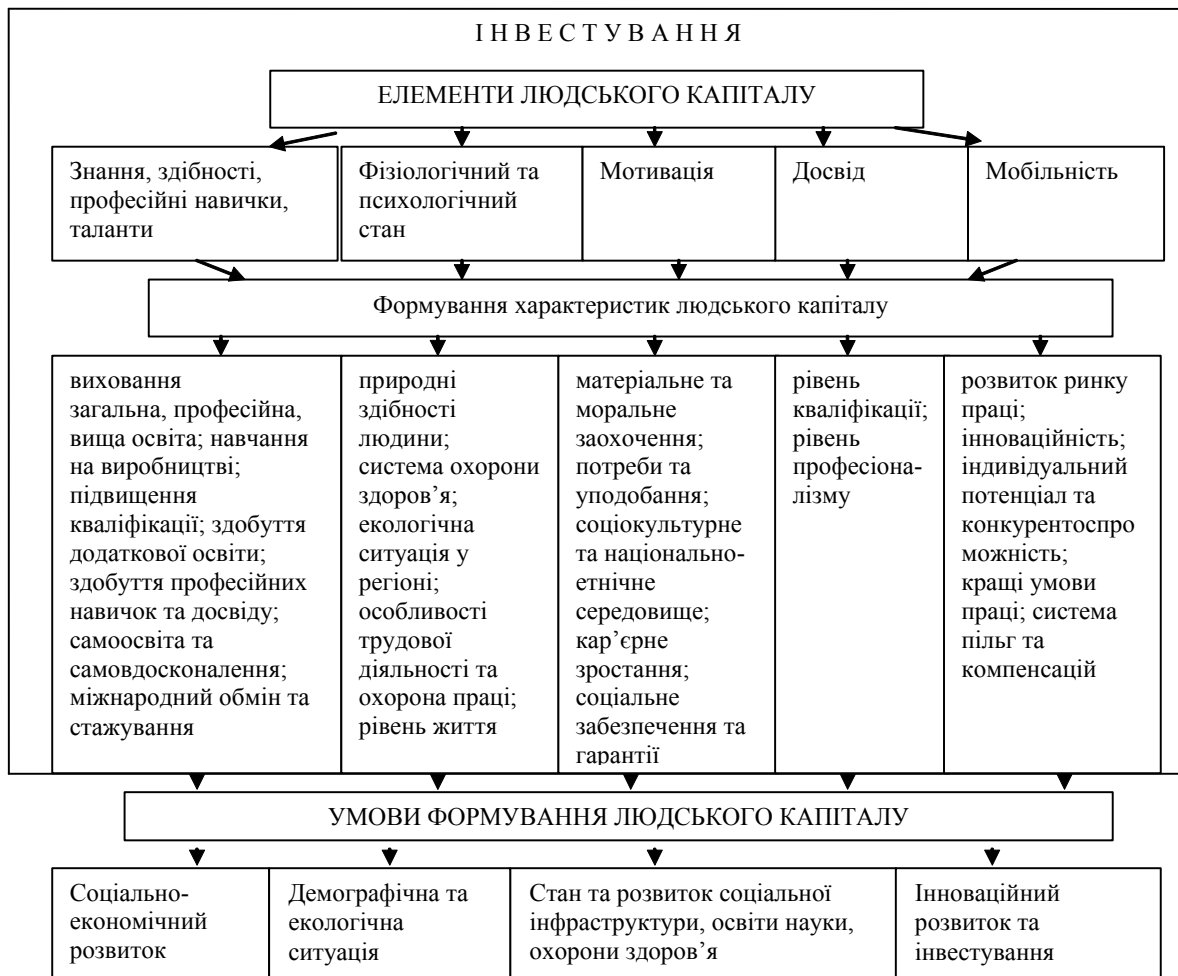 І Н В Е С Т У В А Н Н Я
ЕЛЕМЕНТИ ЛЮДСЬКОГО КАПІТАЛУ
Знання, здібності,
професійні навички,
таланти
Фізіологічний та
психологічний
стан
Мотивація
Досвід
Мобільність
Формування характеристик людського капіталу
виховання
загальна, професійна,
вища освіта; навчання
на виробництві;
підвищення
кваліфікації; здобуття
додаткової освіти;
здобуття професійних
навичок та досвіду;
самоосвіта та
самовдосконалення;
міжнародний обмін та
стажування
природні
здібності
людини;
система охорони
здоров’я;
екологічна
ситуація у
регіоні;
особливості
трудової
діяльності та
охорона праці;
рівень життя
матеріальне та
моральне
заохочення;
потреби та
уподобання;
соціокультурне
та національно-
етнічне
середовище;
кар’єрне
зростання;
соціальне
забезпечення та
гарантії
рівень
кваліфікації;
рівень
професіона-
лізму
розвиток ринку
праці;
інноваційність;
індивідуальний
потенціал та
конкурентоспро
можність;
кращі умови
праці; система
пільг та
компенсацій
УМОВИ ФОРМУВАННЯ ЛЮДСЬКОГО КАПІТАЛУ
Соціально-
економічний
розвиток
Демографічна та
екологічна
ситуація
Стан та розвиток соціальної
інфраструктури, освіти науки,
охорони здоров’я
Інноваційний
розвиток та
інвестування